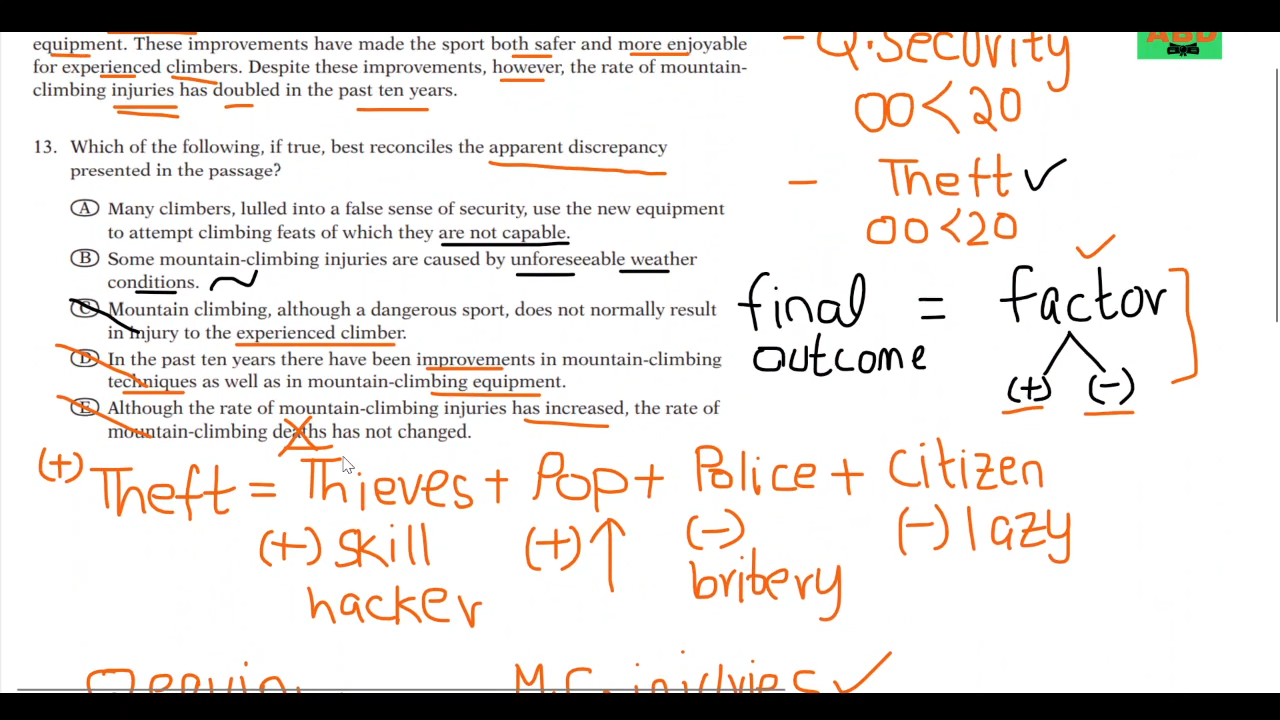 equipment. These improvements have made the sport both safer and more enjoyable
for experienced climbers. Despite these improvements, however, the rate of mountain-
climbing injuries has doubled in the past ten years.
13. Which of the following, if true, best reconciles the apparent discrepancy
presented in the passage?
A Many climbers, lulled into a false sense of security, use the new equipment
to attempt climbing feats of which they are not capable.
B Some mountain-climbing injuries are caused by unforeseeable weather
conditions.
C Mountain climbing, although a dangerous sport, does not normally result
in injury to the experienced climber.
D In the past ten years there have been improvements in mountain-climbing
techniques as well as in mountain-climbing equipment.
E Although the rate of mountain-climbing injuries has increased, the rate of
mountain-climbing deaths has not changed.
- Q.Security
00 < 20
- Theft ✓
00 < 20
final = factor
outcome
(+) (-)
(+) Theft = Thieves + Pop + Police + Citizen
(+) skill (+) ↑ (-) (-) lazy
hacker bribery
M.C. injuries ✓
ABD